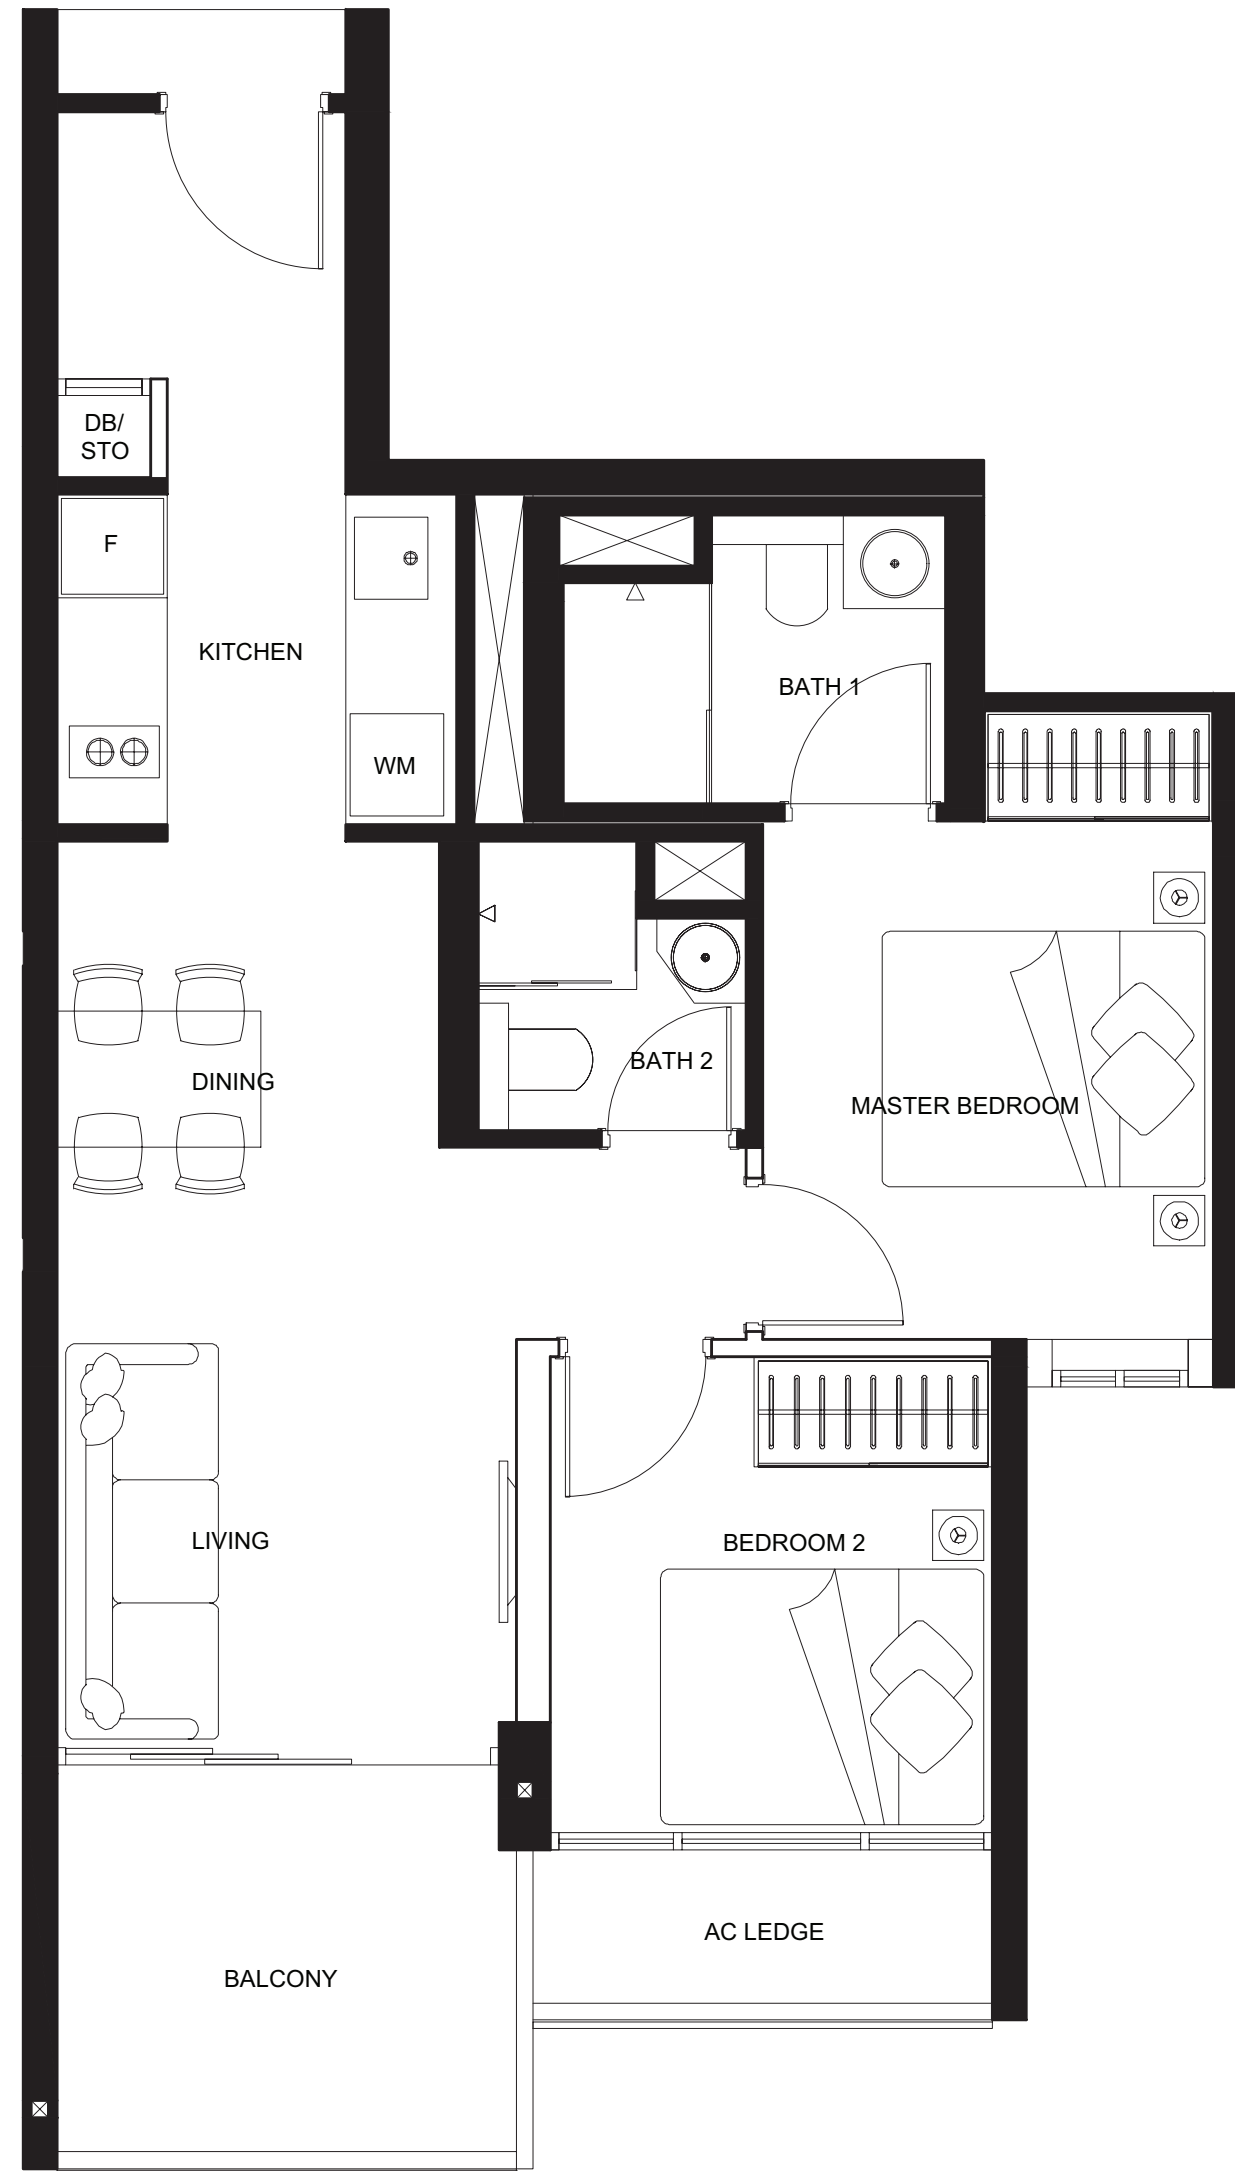 DB/
STO
F
KITCHEN
BATH 1
WM
BATH 2
DINING
MASTER BEDROOM
LIVING
BEDROOM 2
AC LEDGE
BALCONY